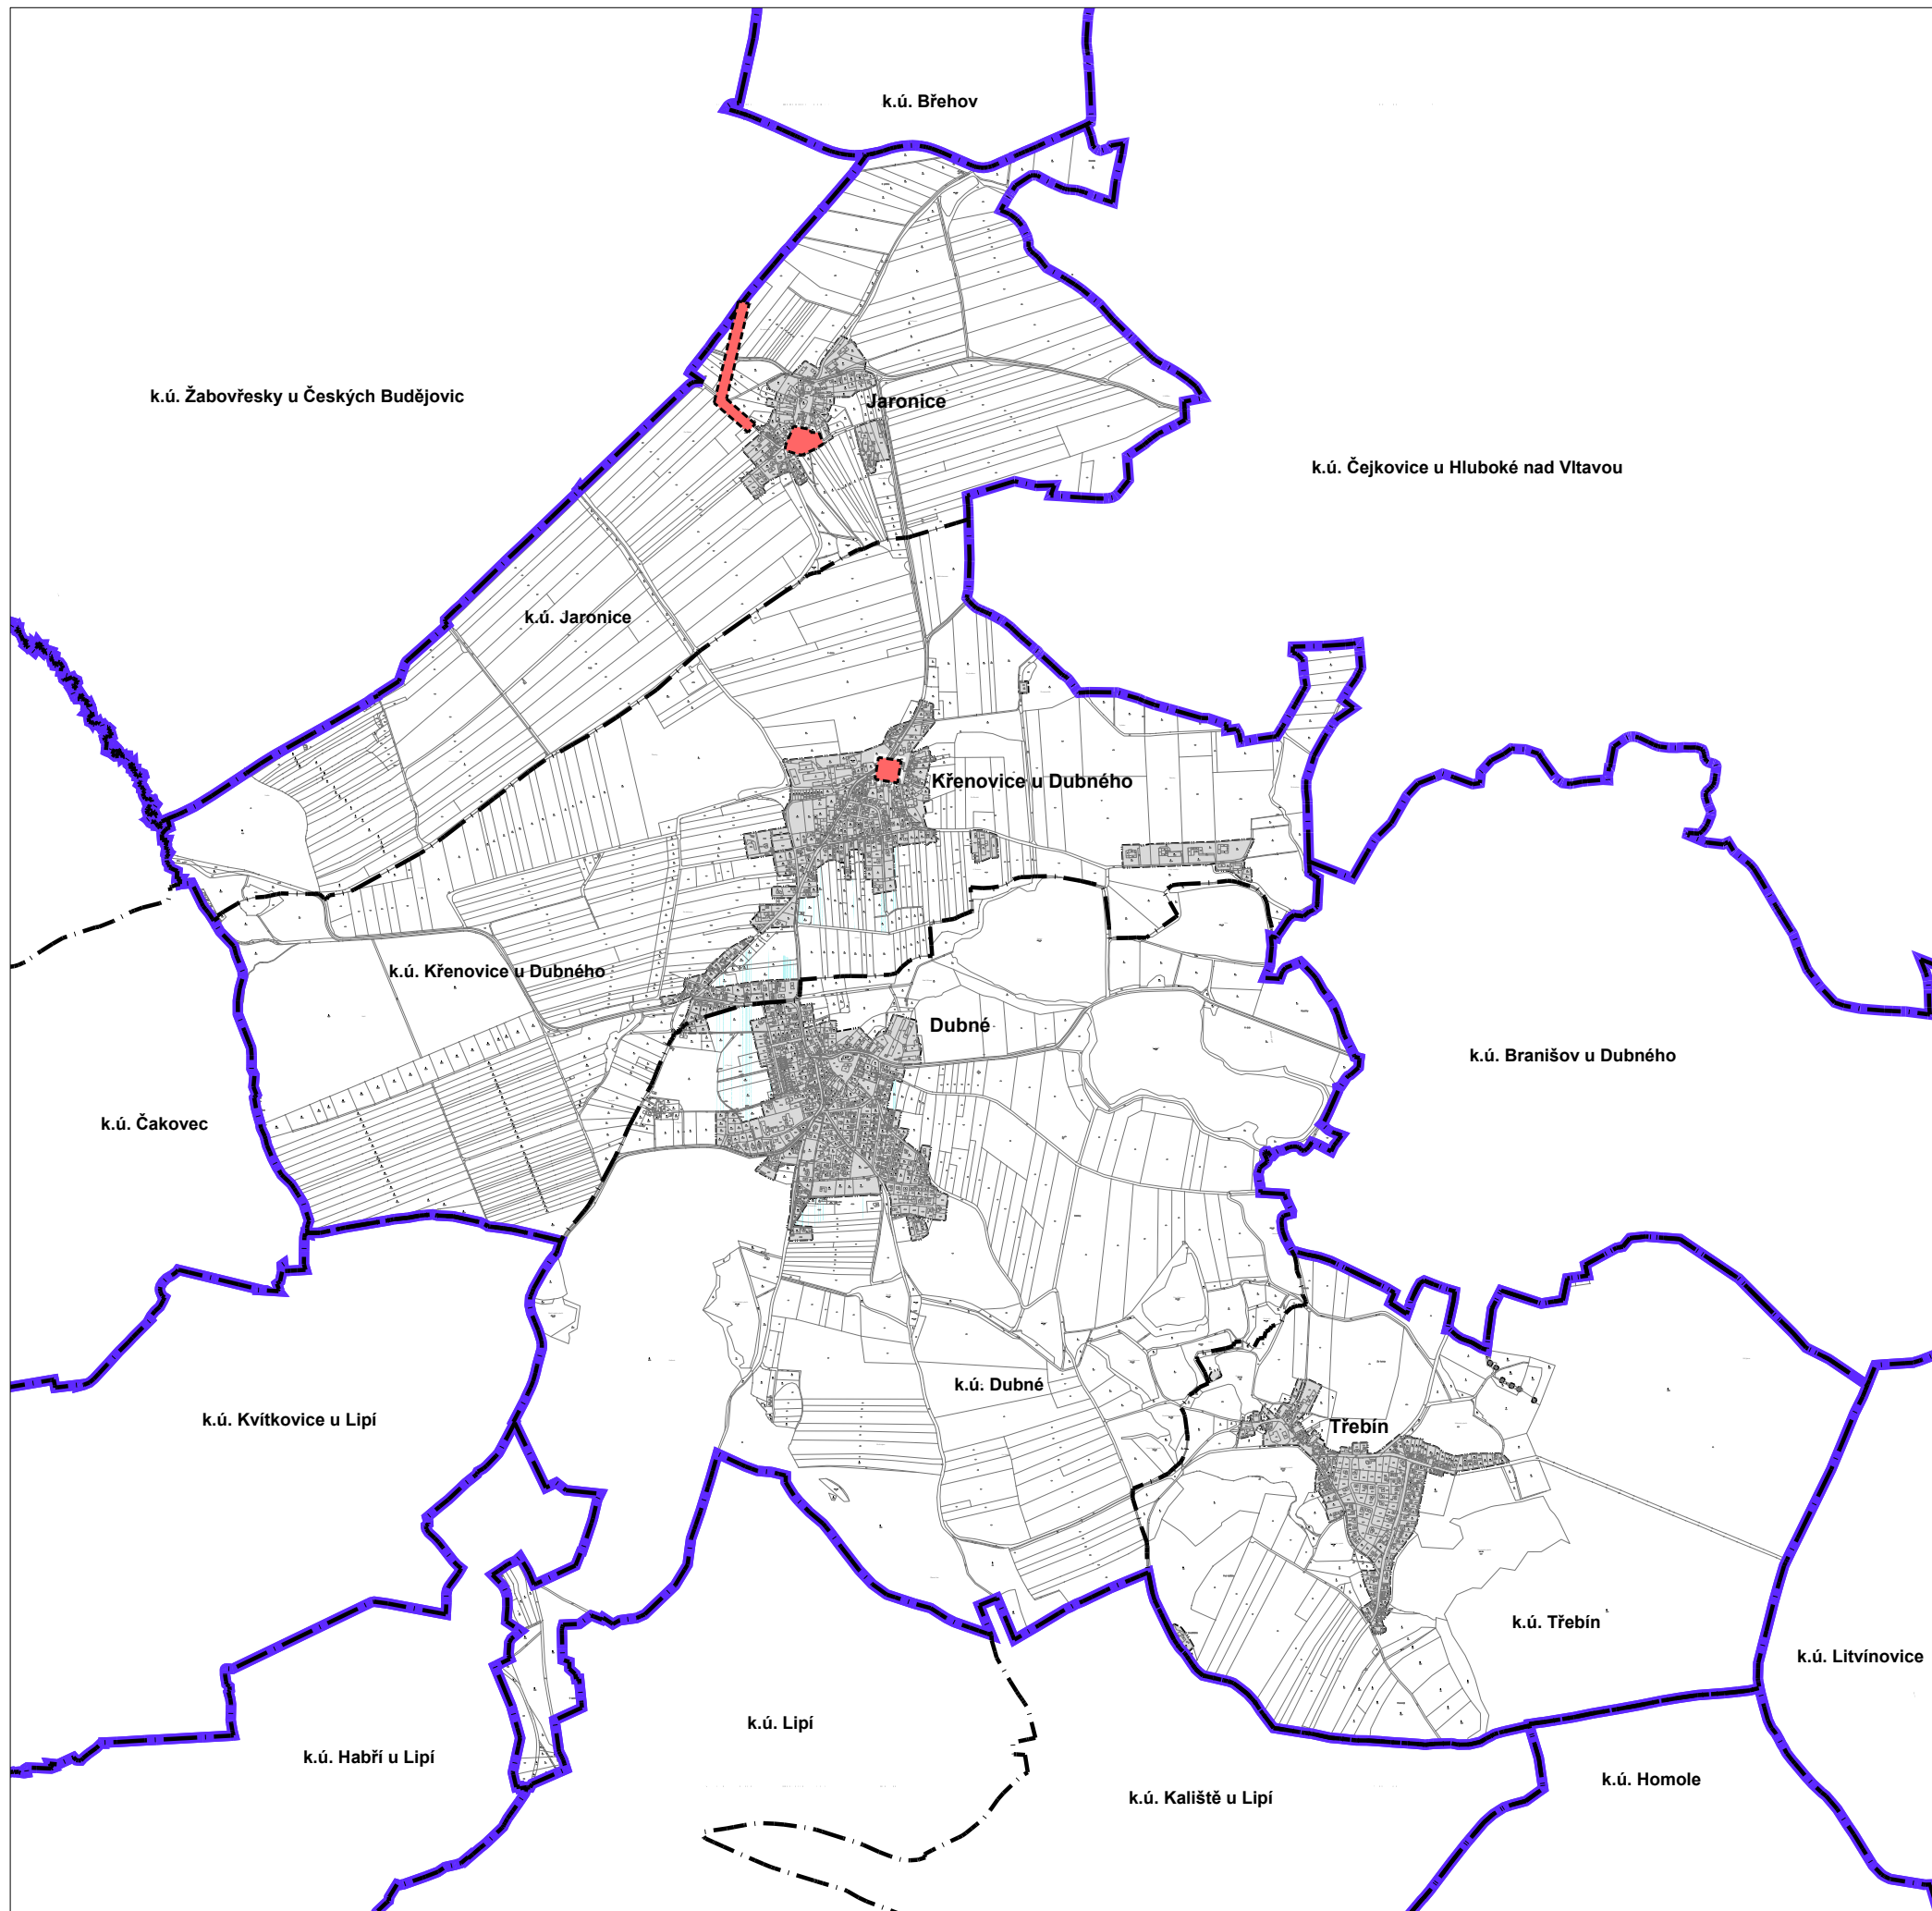 k.ú. Břehov
k.ú. Žabovřesky u Českých Budějovic
Jaronice
k.ú. Čejkovice u Hluboké nad Vltavou
k.ú. Jaronice
Křenovice u Dubného
k.ú. Křenovice u Dubného
Dubné
k.ú. Branišov u Dubného
k.ú. Čakovec
k.ú. Dubné
k.ú. Kvítkovice u Lipí
Třebín
k.ú. Třebín
k.ú. Litvínovice
k.ú. Lipí
k.ú. Habří u Lipí
k.ú. Homole
k.ú. Kaliště u Lipí